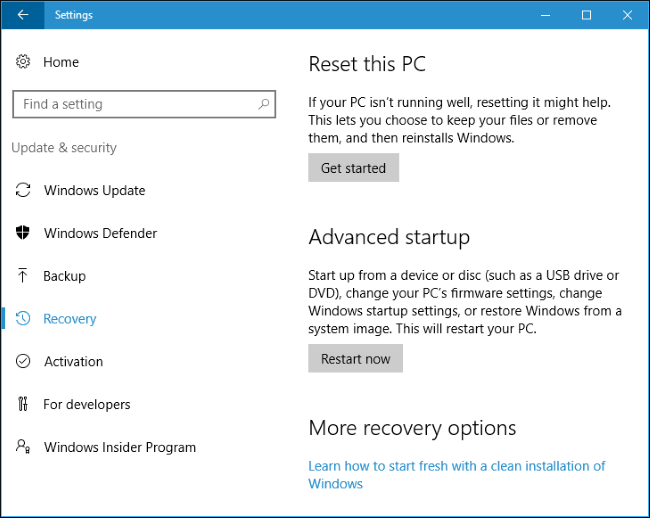 Settings
Home
Find a setting
Update & security
Windows Update
Windows Defender
Backup
Recovery
Activation
For developers
Windows Insider Program
Reset this PC
If your PC isn't running well, resetting it might help.
This lets you choose to keep your files or remove
them, and then reinstalls Windows.
Get started
Advanced startup
Start up from a device or disc (such as a USB drive or
DVD), change your PC's firmware settings, change
Windows startup settings, or restore Windows from a
system image. This will restart your PC.
Restart now
More recovery options
Learn how to start fresh with a clean installation of
Windows